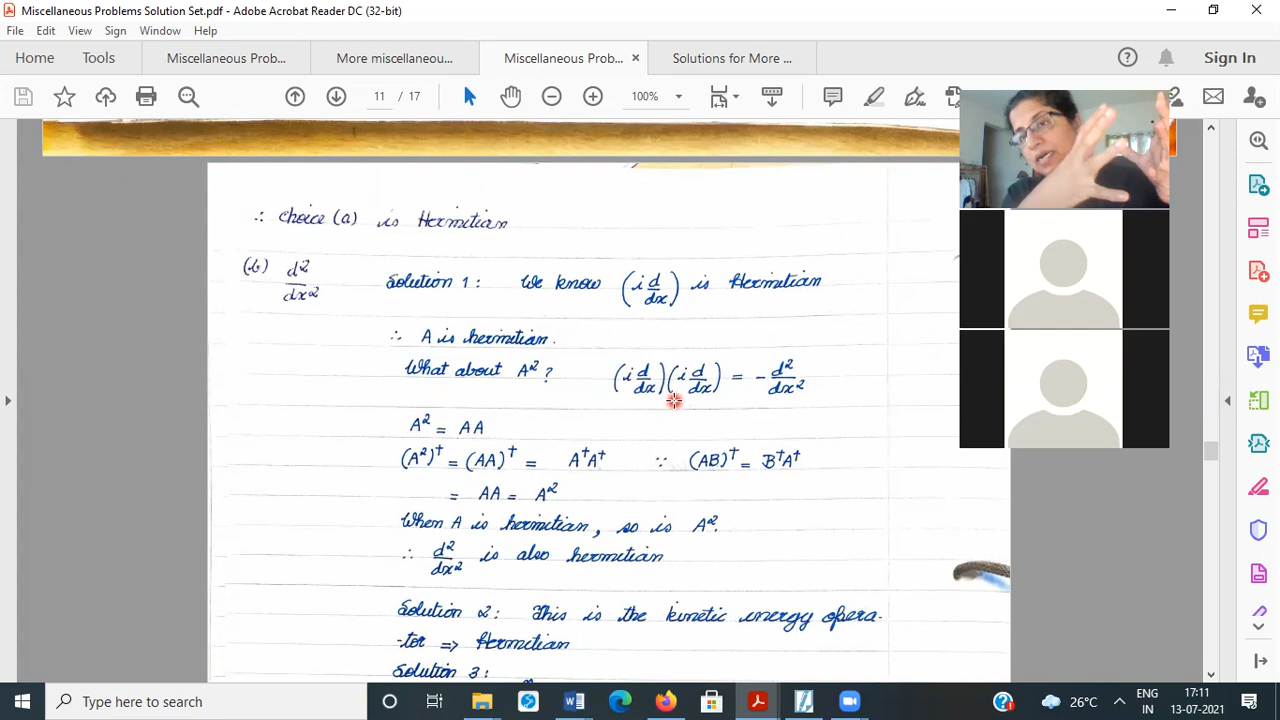 Miscellaneous Problems Solution Set.pdf - Adobe Acrobat Reader DC (32-bit)
File Edit View Sign Window Help
Home Tools Miscellaneous Prob... More miscellaneou... Miscellaneous Prob... × Solutions for More ... Sign In
11 / 17 100%
∴ choice (a) is Hermitian
(b) d²/dx² Solution 1: We know (i d/dx) is Hermitian
∴ A is hermitian.
What about A²? (i d/dx)(i d/dx) = - d²/dx²
A² = AA
(A²)† = (AA)† = A†A† ∵ (AB)† = B†A†
= AA = A²
When A is hermitian, so is A².
∴ d²/dx² is also hermitian
Solution 2: This is the kinetic energy opera-
-tor => Hermitian
Solution 3:
Type here to search
26°C ENG 17:11
IN 13-07-2021